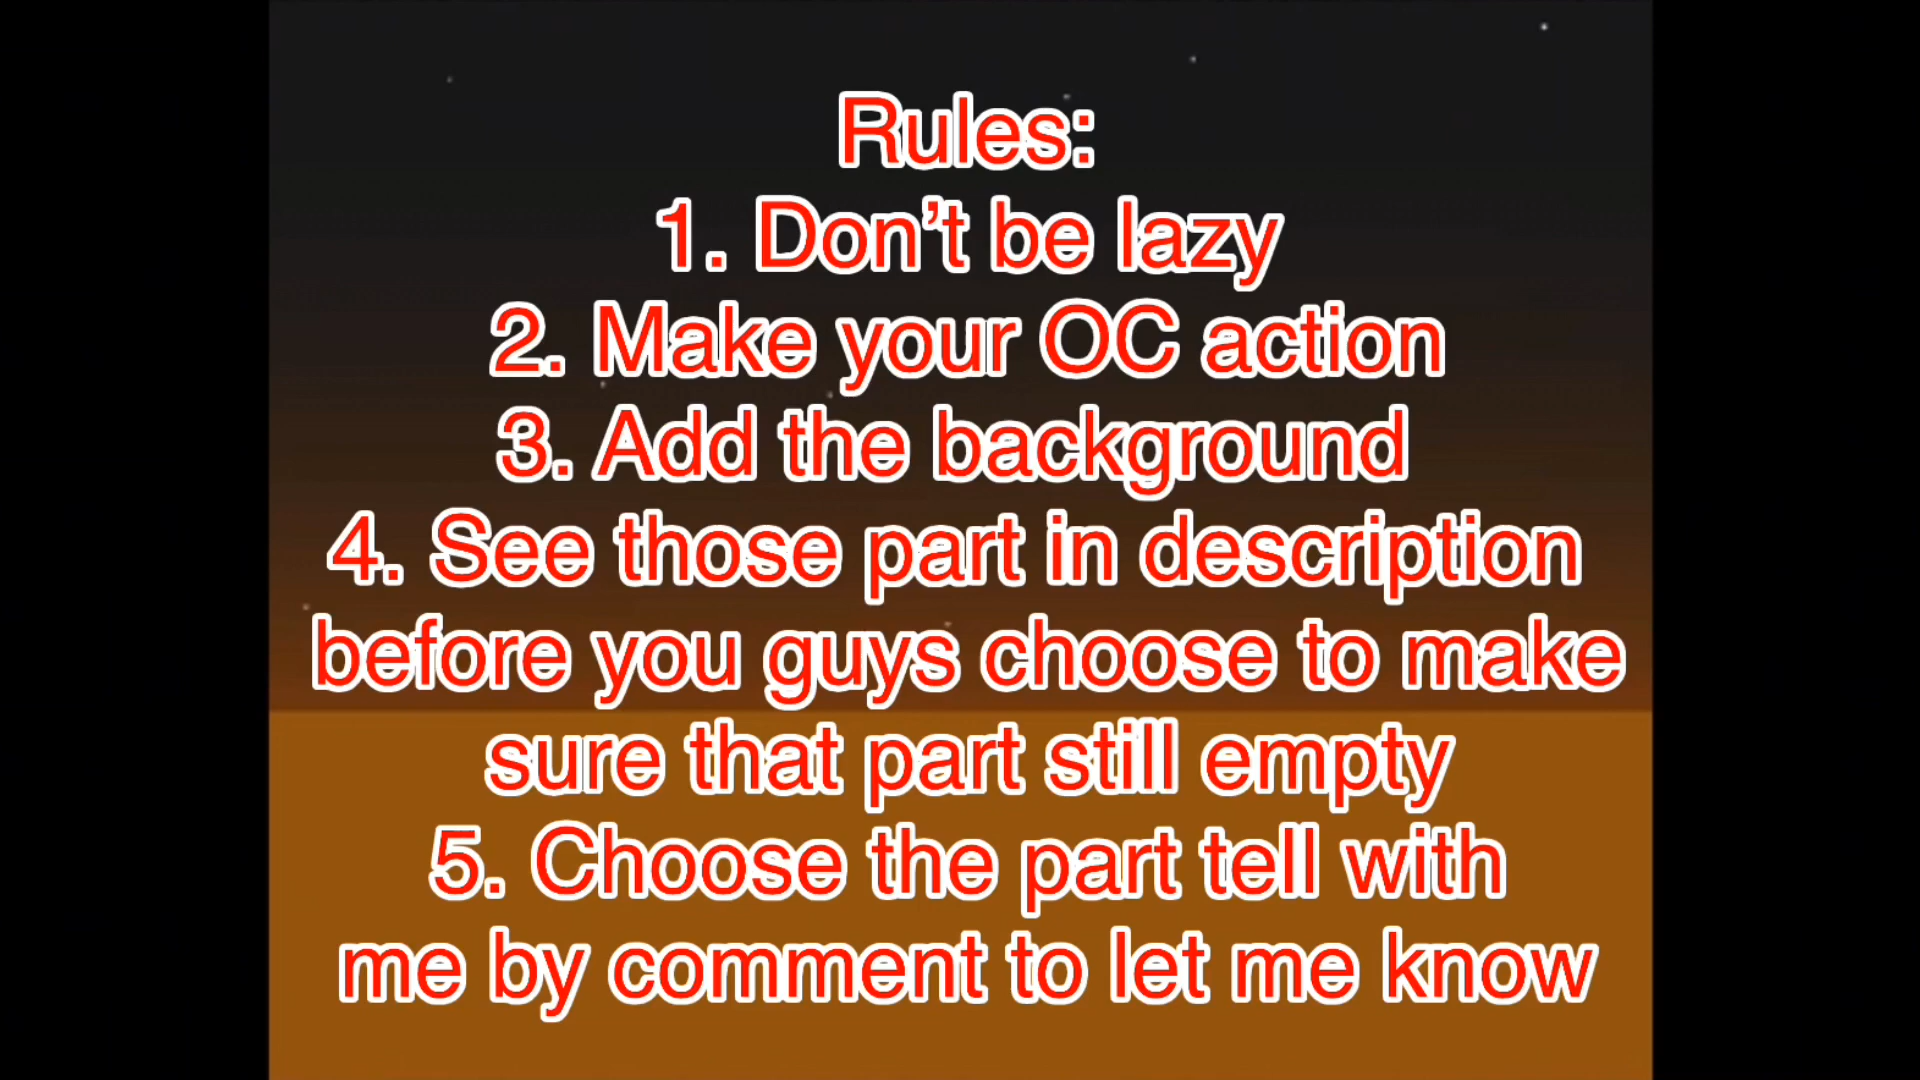 Rules:
1. Don’t be lazy
2. Make your OC action
3. Add the background
4. See those part in description
before you guys choose to make
sure that part still empty
5. Choose the part tell with
me by comment to let me know